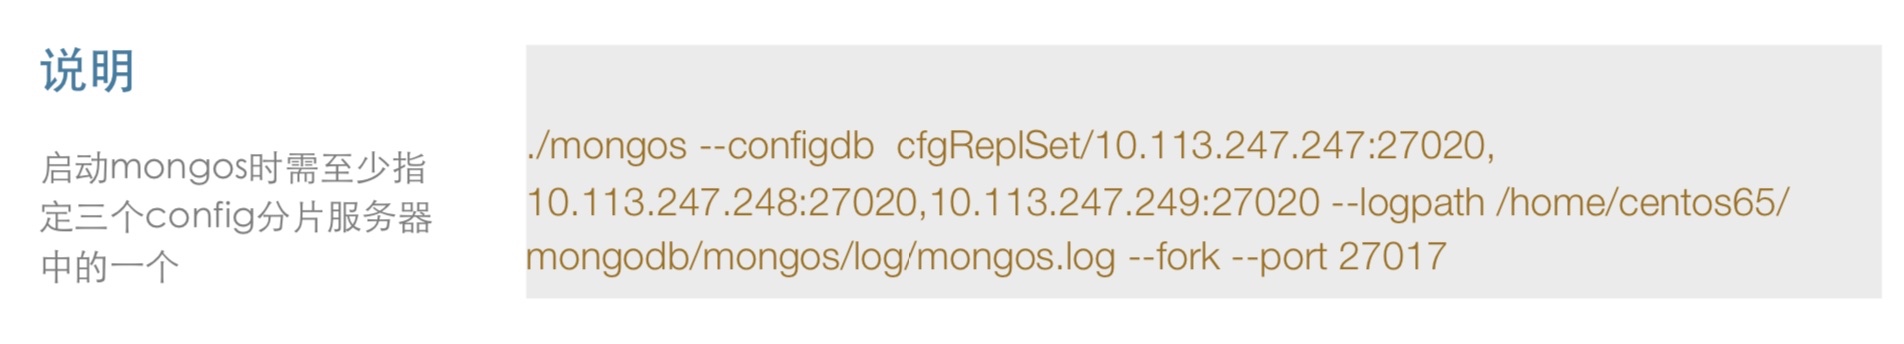 说明
启动mongos时需至少指
定三个config分片服务器
中的一个
./mongos --configdb  cfgReplSet/10.113.247.247:27020,
10.113.247.248:27020,10.113.247.249:27020 --logpath /home/centos65/
mongodb/mongos/log/mongos.log --fork --port 27017